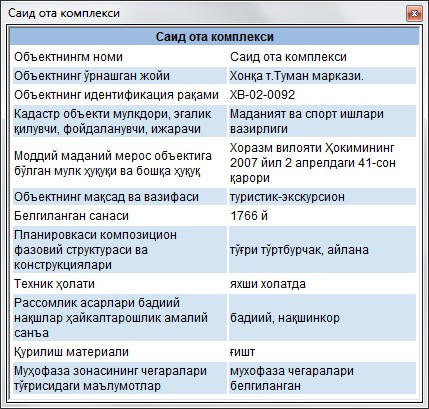 Саид ота комплекси
Саид ота комплекси
Объектнингм номи Саид ота комплекси
Объектнинг ўрнашган жойи Хонқа т.Туман маркази.
Объектнинг идентификация рақами ХВ-02-0092
Кадастр объекти мулкдори, эгалик Маданият ва спорт ишлари
қилувчи, фойдаланувчи, ижарачи вазирлиги
Моддий маданий мерос объектига
бўлган мулк ҳуқуқи ва бошқа ҳуқуқ
Хоразм вилояти Ҳокимининг
2007 йил 2 апрелдаги 41-сон
қарори
Объектнинг мақсад ва вазифаси туристик-экскурсион
Белгиланган санаси 1766 й
Планировкаси композицион
фазовий структураси ва
конструкциялари
тўғри тўртбурчак, айлана
Техник ҳолати яхши холатда
Рассомлик асарлари бадиий
нақшлар ҳайкалтарошлик амалий
санъа
бадиий, нақшинкор
Қурилиш материали ғишт
Муҳофаза зонасининг чегаралари мухофаза чегаралари
тўғрисидаги маълумотлар белгиланган